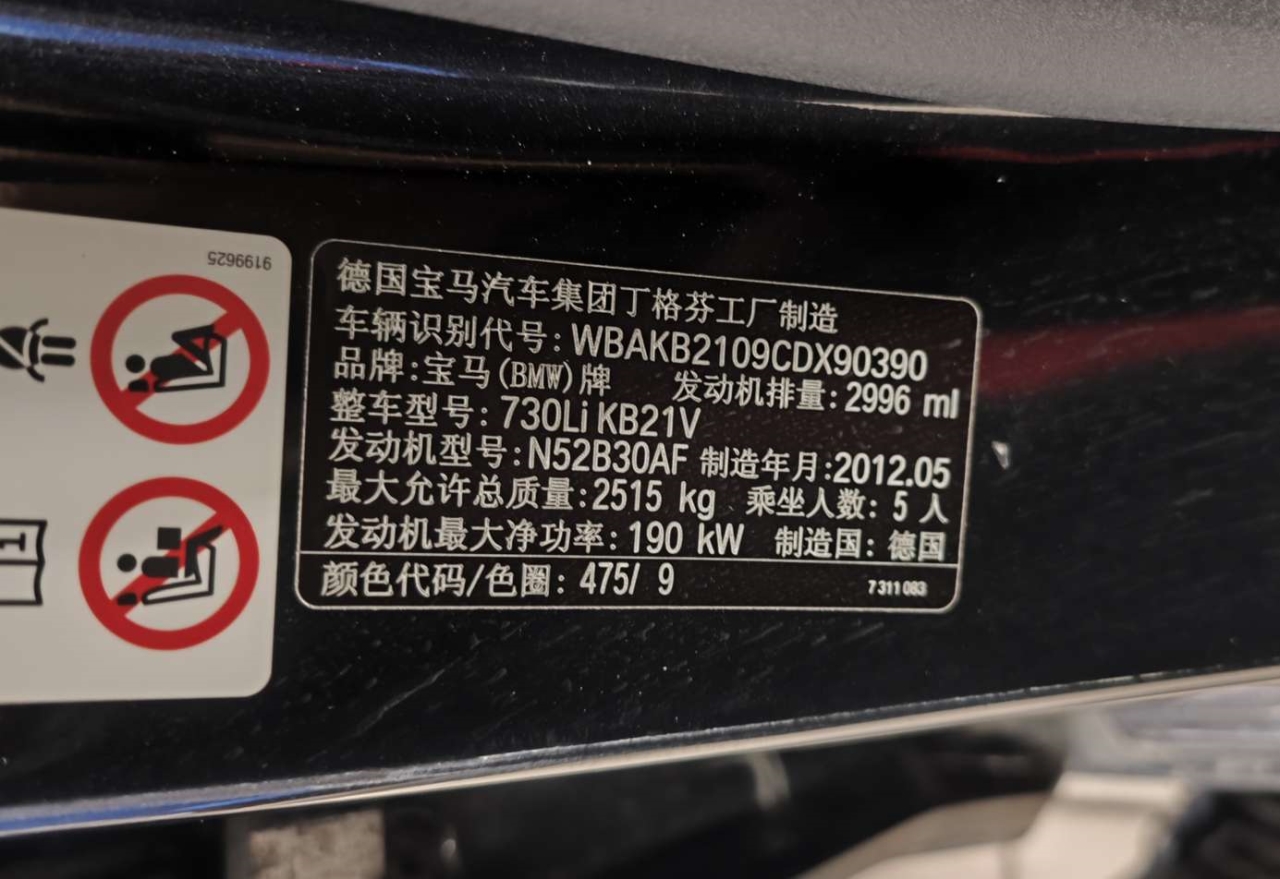 9199625
德国宝马汽车集团丁格芬工厂制造
车辆识别代号: WBAKB2109CDX90390
品牌: 宝马(BMW)牌 发动机排量: 2996 ml
整车型号: 730Li KB21V
发动机型号: N52B30AF 制造年月: 2012.05
最大允许总质量: 2515 kg 乘坐人数: 5 人
发动机最大净功率: 190 kW 制造国: 德国
颜色代码/色圈: 475/ 9 7 311 083